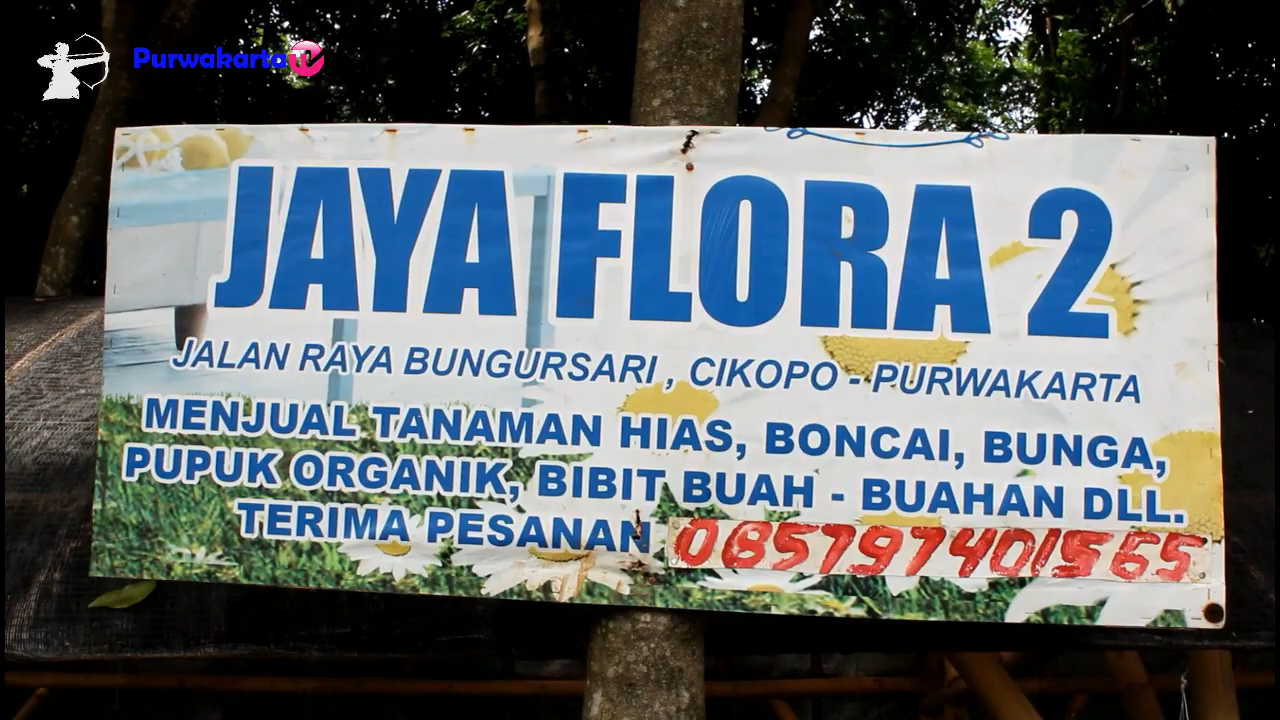 Purwakarta TV
JAYA FLORA 2
JALAN RAYA BUNGURSARI , CIKOPO - PURWAKARTA
MENJUAL TANAMAN HIAS, BONCAI, BUNGA,
PUPUK ORGANIK, BIBIT BUAH - BUAHAN DLL.
TERIMA PESANAN 085797401565